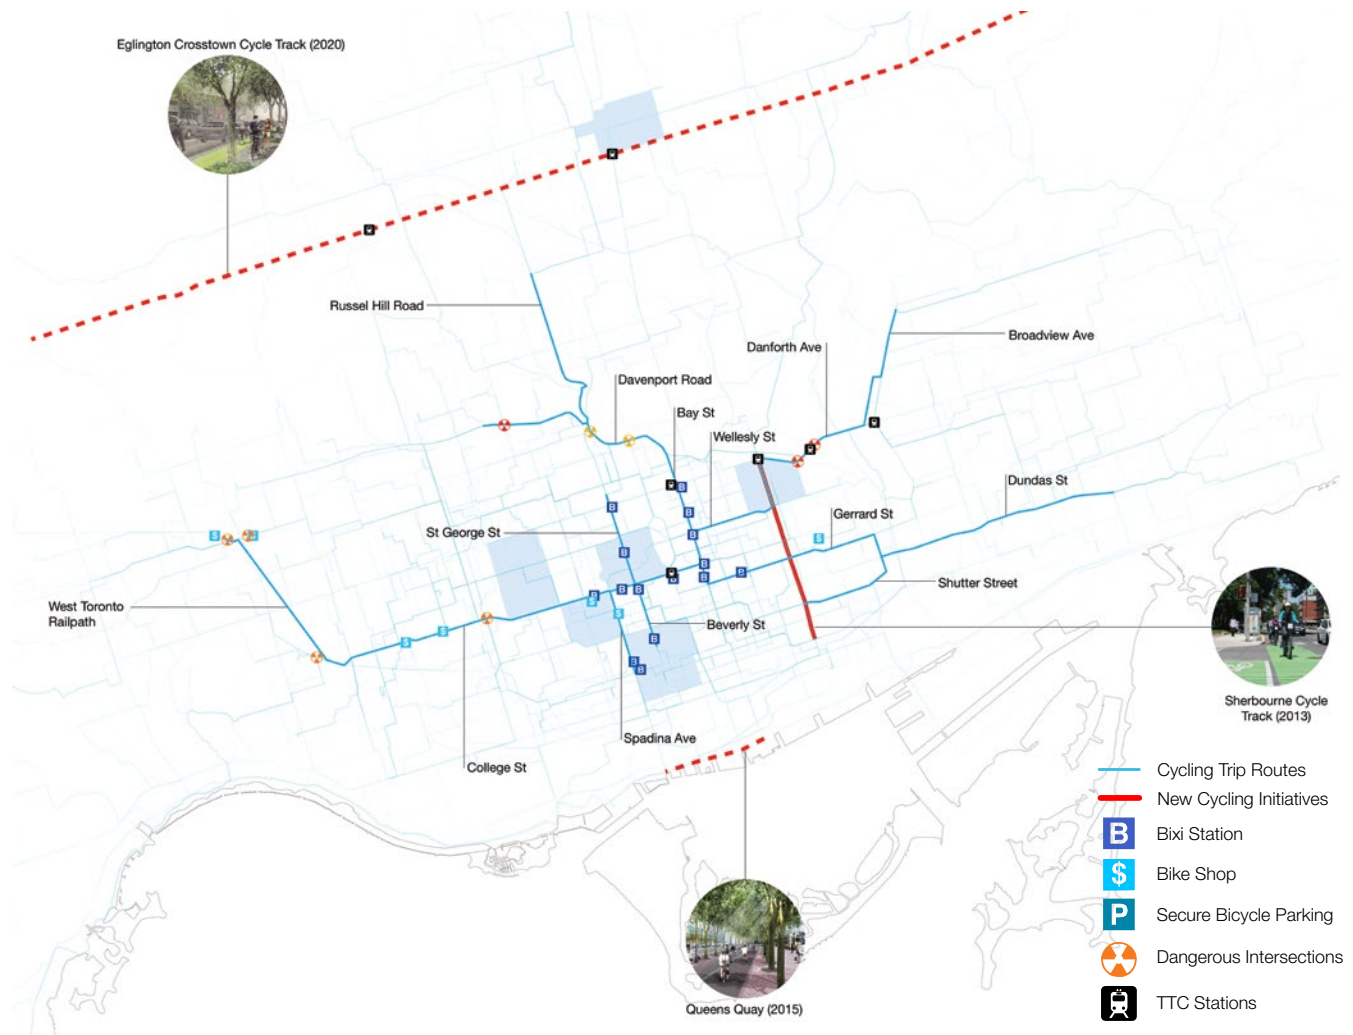 Eglington Crosstown Cycle Track (2020)
Russel Hill Road
Broadview Ave
Danforth Ave
Davenport Road
Bay St
Wellesly St
Dundas St
Gerrard St
St George St
Shutter Street
West Toronto
Railpath
Beverly St
Sherbourne Cycle
Track (2013)
Spadina Ave
College St
Queens Quay (2015)
Cycling Trip Routes
New Cycling Initiatives
B Bixi Station
$ Bike Shop
P Secure Bicycle Parking
Dangerous Intersections
TTC Stations